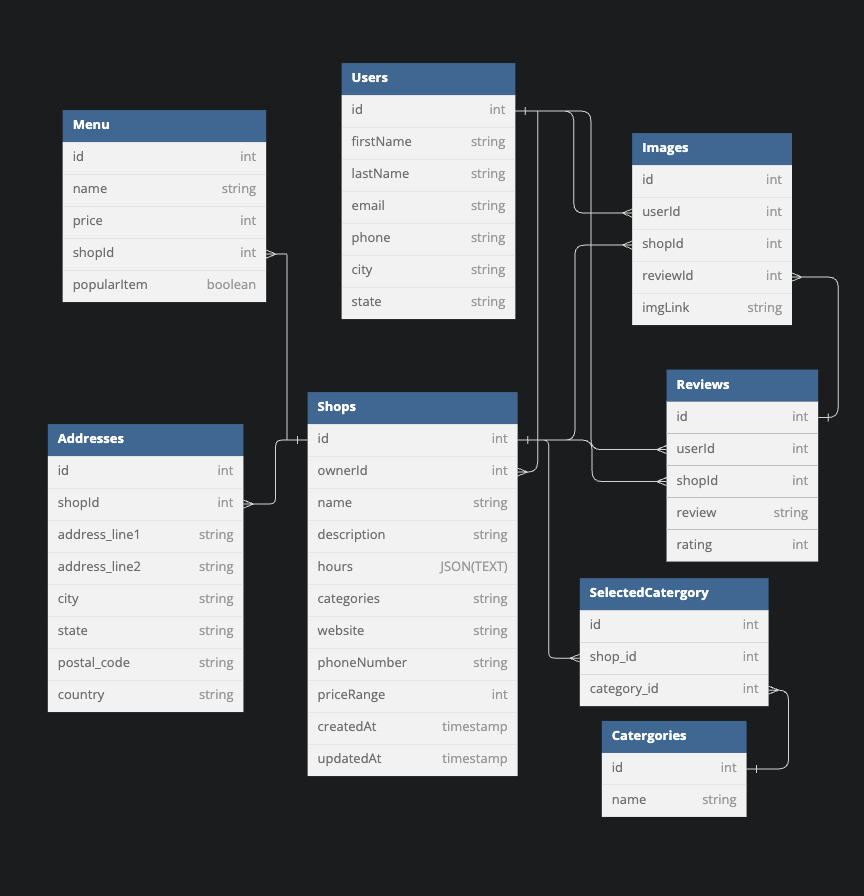 Users
id int
firstName string
lastName string
email string
phone string
city string
state string
Menu
id int
name string
price int
shopId int
popularItem boolean
Images
id int
userId int
shopId int
reviewId int
imgLink string
Reviews
id int
userId int
shopId int
review string
rating int
Shops
id int
ownerId int
name string
description string
hours JSON(TEXT)
categories string
website string
phoneNumber string
priceRange int
createdAt timestamp
updatedAt timestamp
Addresses
id int
shopId int
address_line1 string
address_line2 string
city string
state string
postal_code string
country string
SelectedCatergory
id int
shop_id int
category_id int
Catergories
id int
name string